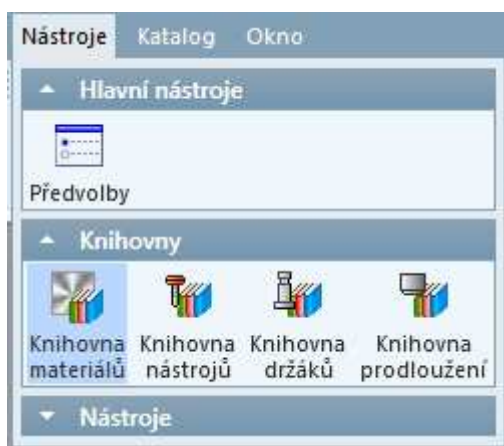 Nástroje Katalog Okno
Hlavní nástroje
Předvolby
Knihovny
Knihovna Knihovna Knihovna Knihovna
materiálů nástrojů držáků prodloužení
Nástroje